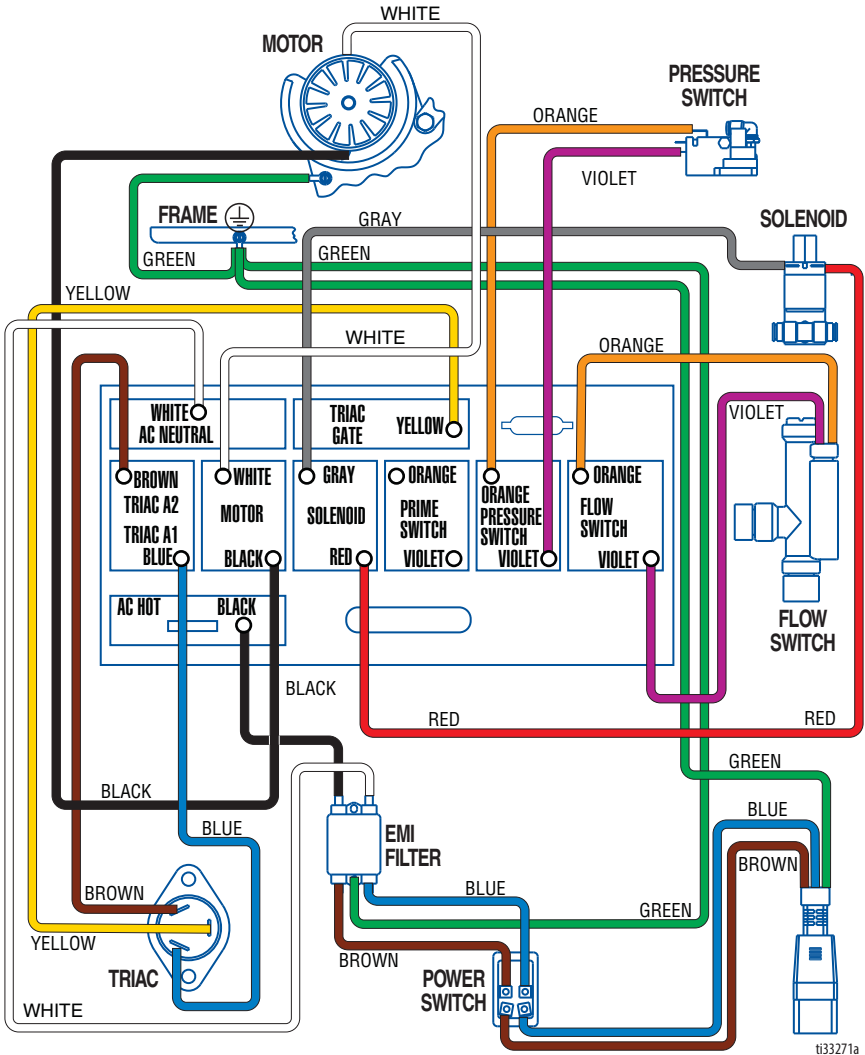 WHITE
MOTOR
PRESSURE
SWITCH
ORANGE
VIOLET
FRAME
GRAY
SOLENOID
GREEN
GREEN
YELLOW
WHITE
ORANGE
WHITE
AC NEUTRAL
TRIAC
GATE
YELLOW
VIOLET
BROWN
TRIAC A2
TRIAC A1
BLUE
WHITE
MOTOR
BLACK
GRAY
SOLENOID
RED
ORANGE
PRIME
SWITCH
VIOLET
ORANGE
PRESSURE
SWITCH
VIOLET
ORANGE
FLOW
SWITCH
VIOLET
AC HOT
BLACK
FLOW
SWITCH
BLACK
RED
RED
GREEN
BLACK
BLUE
EMI
FILTER
BLUE
BROWN
BROWN
BLUE
GREEN
YELLOW
BROWN
TRIAC
POWER
SWITCH
WHITE
ti33271a